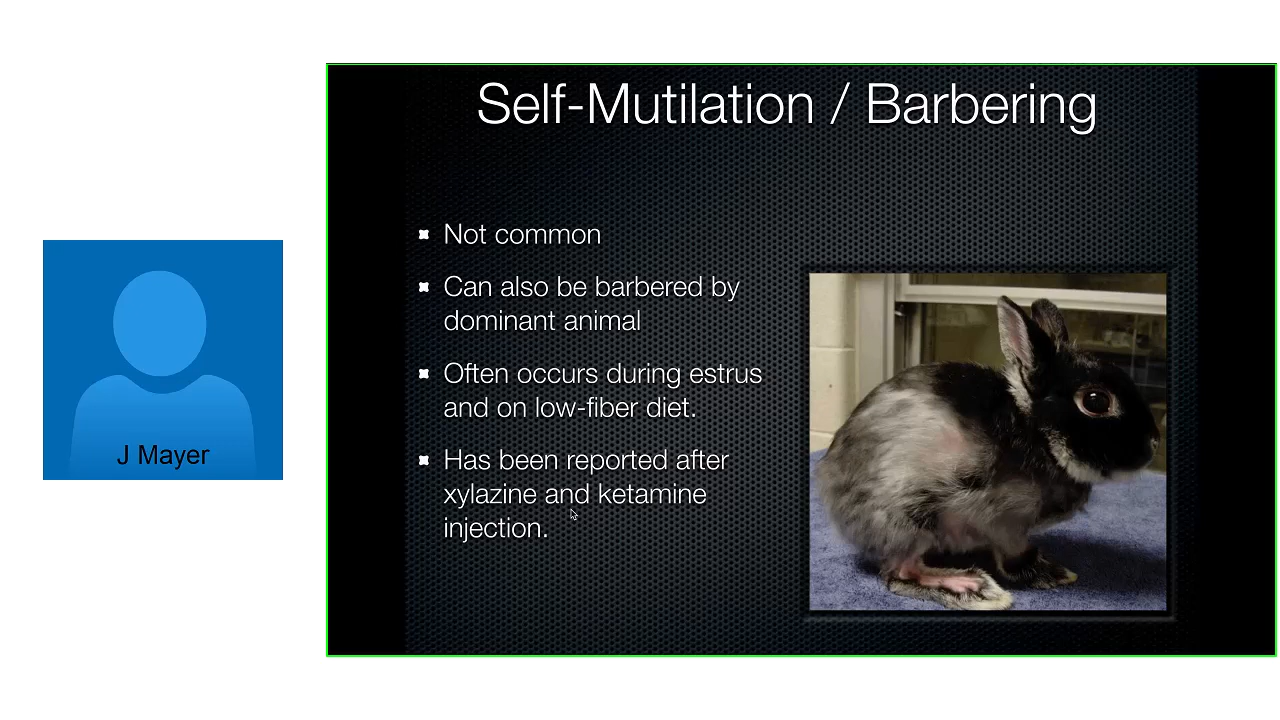 Self-Mutilation / Barbering
Not common
Can also be barbered by
dominant animal
Often occurs during estrus
and on low-fiber diet.
Has been reported after
xylazine and ketamine
injection.
J Mayer